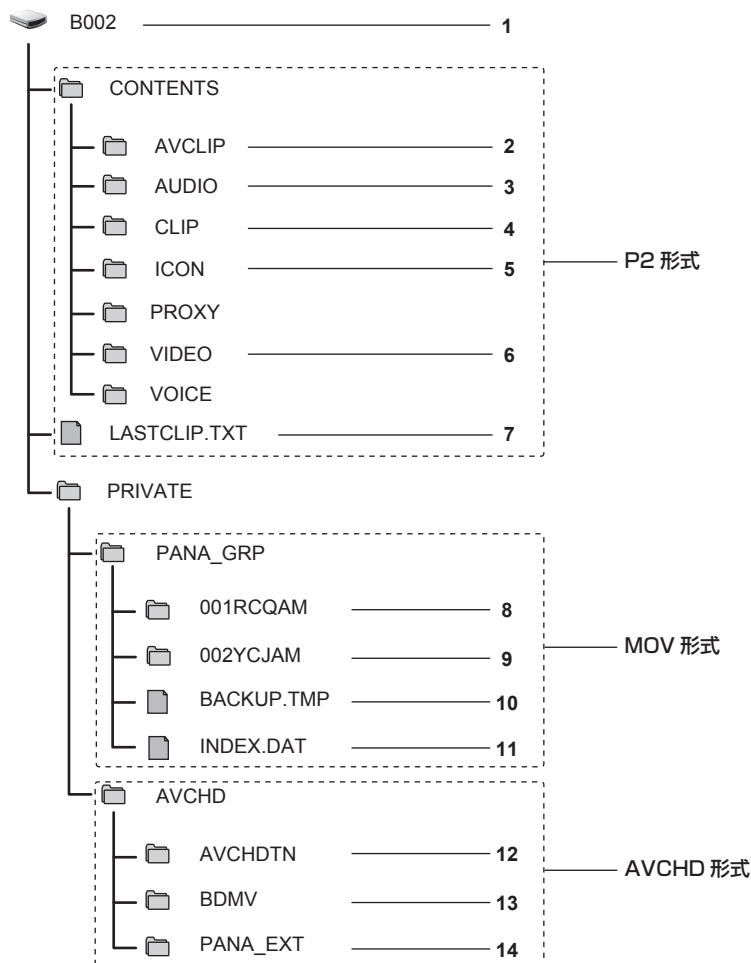 B002 1
CONTENTS
AVCLIP 2
AUDIO 3
CLIP 4
ICON 5
P2 形式
PROXY
VIDEO 6
VOICE
LASTCLIP.TXT 7
PRIVATE
PANA_GRP
001RCQAM 8
MOV 形式
002YCJAM 9
BACKUP.TMP 10
INDEX.DAT 11
AVCHD
AVCHDTN 12
AVCHD 形式
BDMV 13
PANA_EXT 14